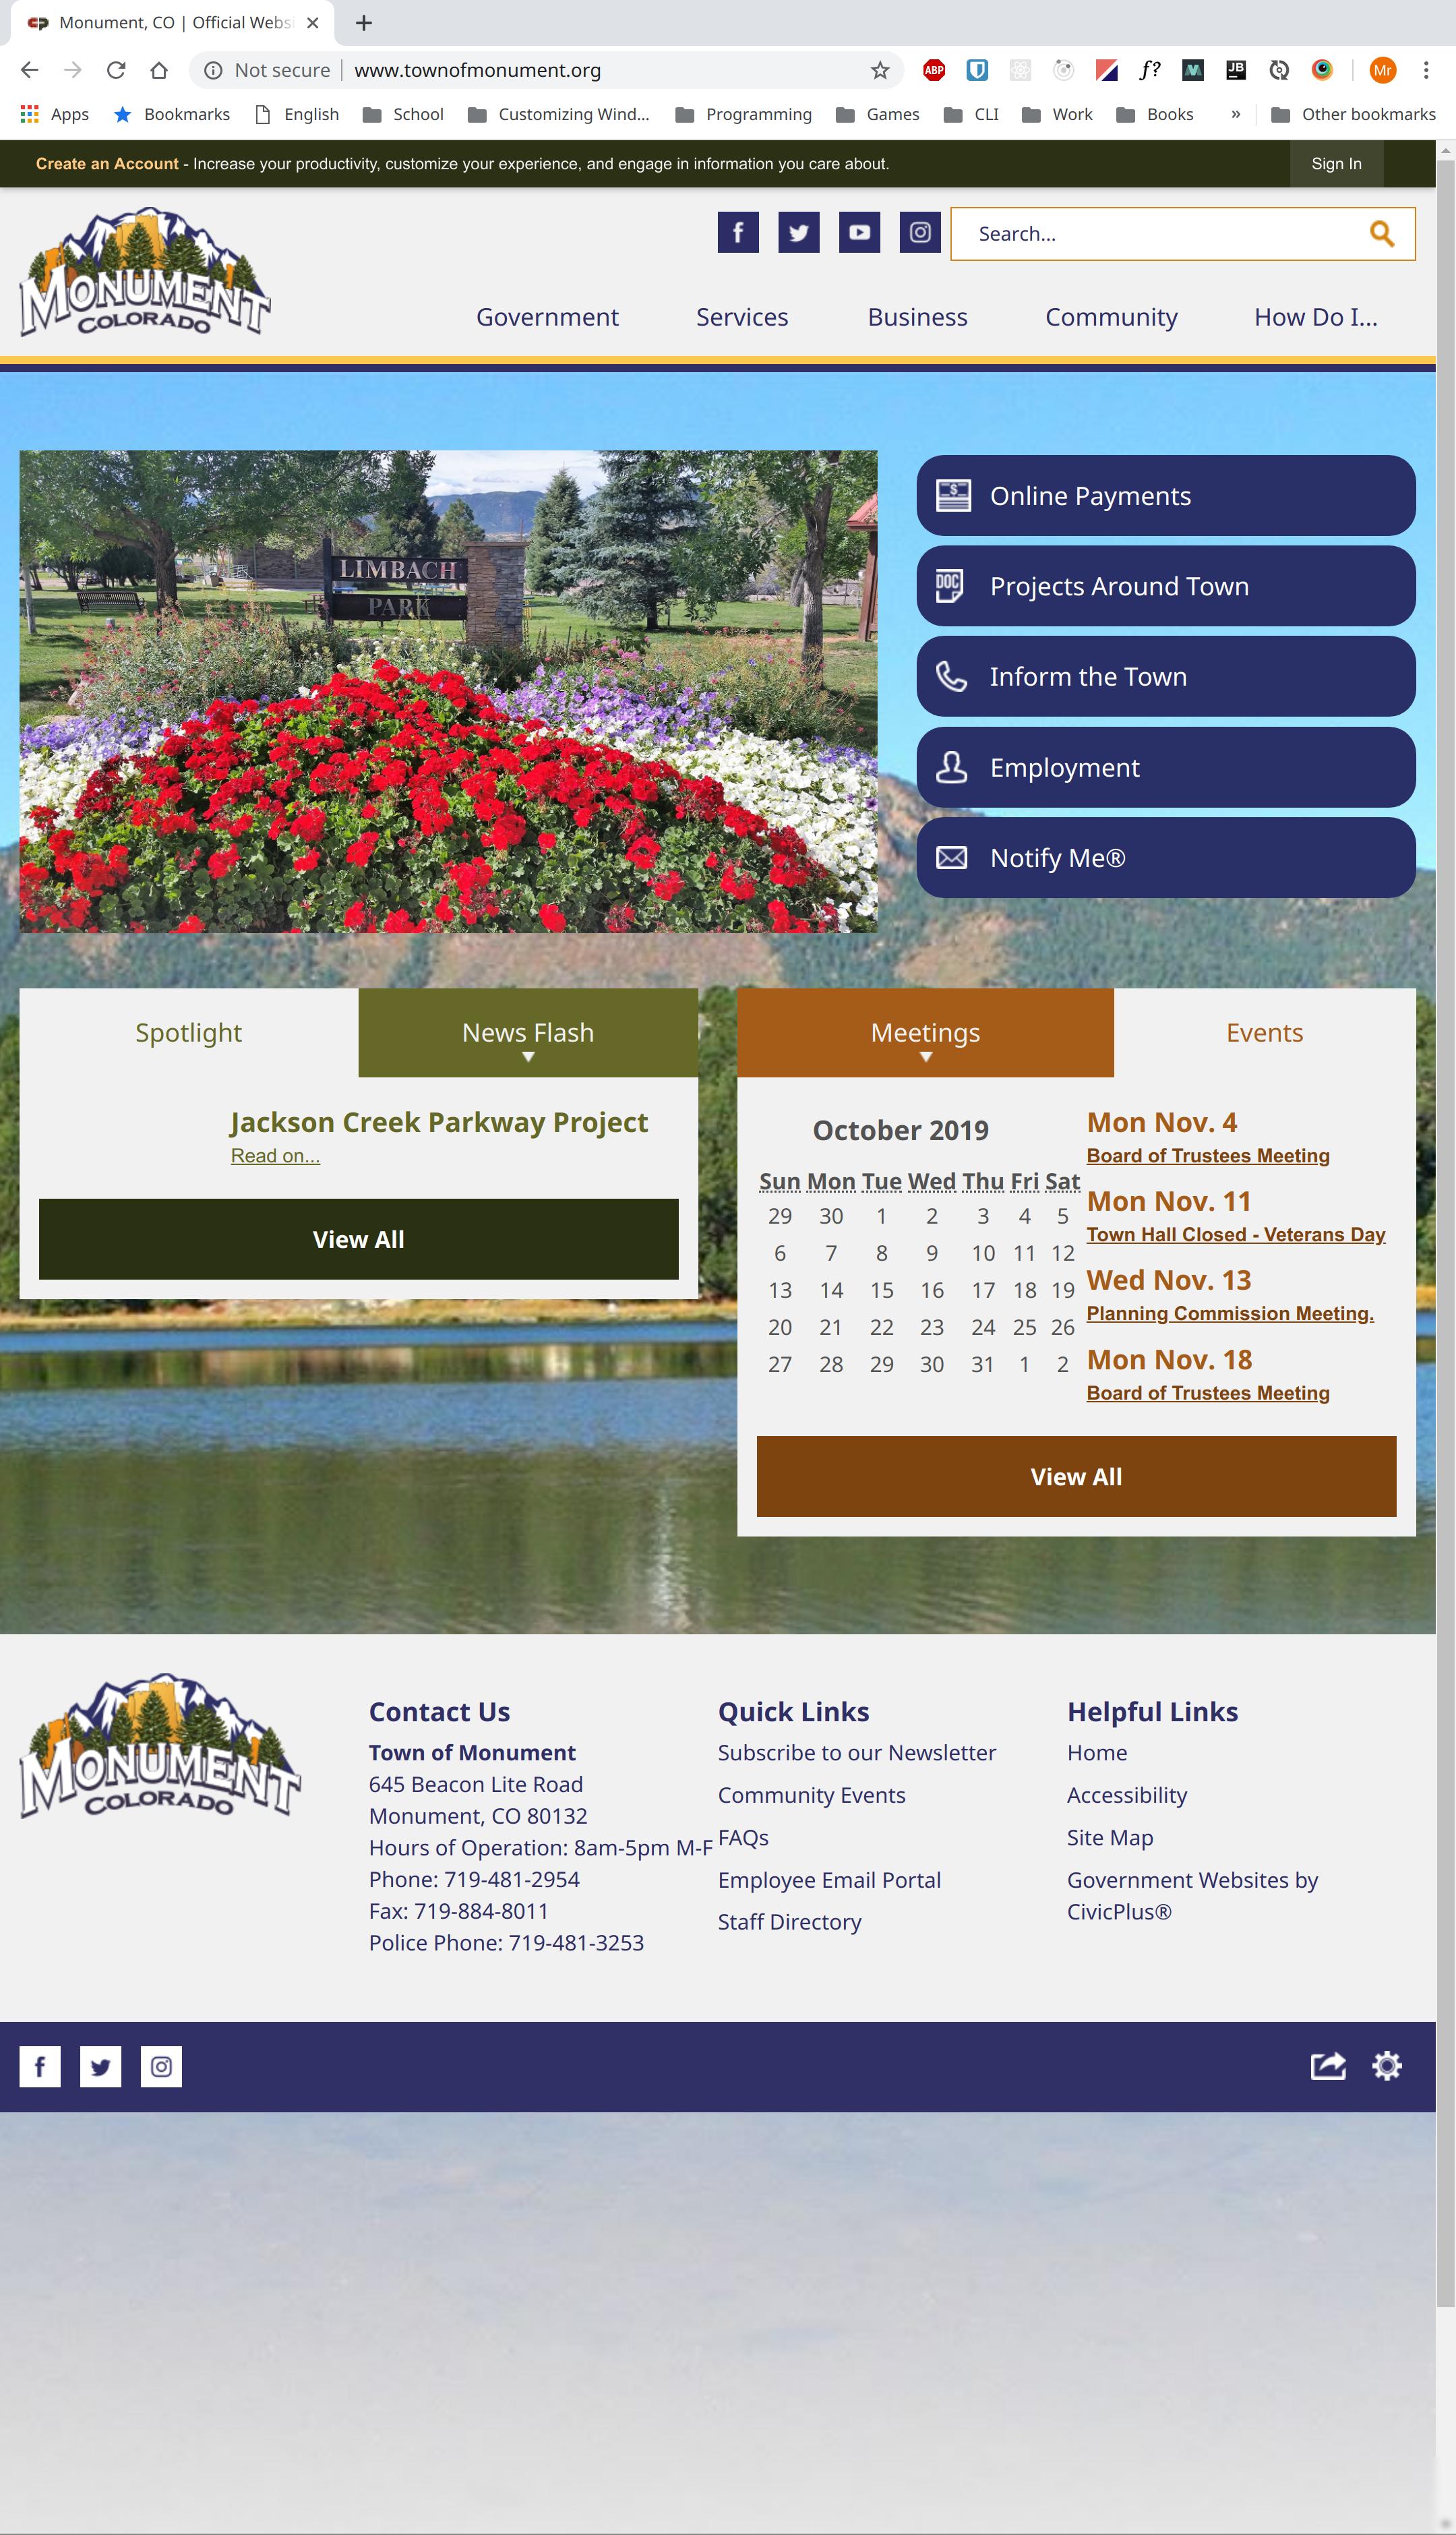 Monument, CO | Official Webs
Not secure | www.townofmonument.org
ABP
f?
JB
Mr
Apps Bookmarks English School Customizing Wind... Programming Games CLI Work Books » Other bookmarks
Create an Account - Increase your productivity, customize your experience, and engage in information you care about.
Sign In
MONUMENT
COLORADO
Search...
Government Services Business Community How Do I...
LIMBACH
PARK
Online Payments
DOC
Projects Around Town
Inform the Town
Employment
Notify Me®
Spotlight
News Flash
Jackson Creek Parkway Project
Read on...
View All
Meetings
Events
October 2019
Sun Mon Tue Wed Thu Fri Sat
29 30 1 2 3 4 5
6 7 8 9 10 11 12
13 14 15 16 17 18 19
20 21 22 23 24 25 26
27 28 29 30 31 1 2
Mon Nov. 4
Board of Trustees Meeting
Mon Nov. 11
Town Hall Closed - Veterans Day
Wed Nov. 13
Planning Commission Meeting.
Mon Nov. 18
Board of Trustees Meeting
View All
MONUMENT
COLORADO
Contact Us
Town of Monument
645 Beacon Lite Road
Monument, CO 80132
Hours of Operation: 8am-5pm M-F
Phone: 719-481-2954
Fax: 719-884-8011
Police Phone: 719-481-3253
Quick Links
Subscribe to our Newsletter
Community Events
FAQs
Employee Email Portal
Staff Directory
Helpful Links
Home
Accessibility
Site Map
Government Websites by
CivicPlus®